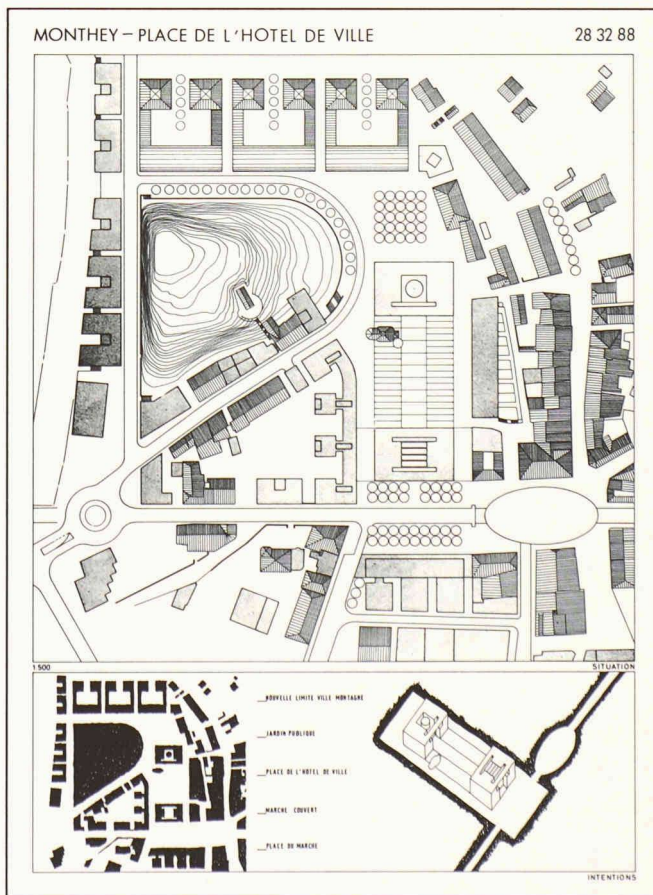 MONTHEY – PLACE DE L'HOTEL DE VILLE 28 32 88
1:500 SITUATION
NOUVELLE LIMITE VILLE MONTAGNE
JARDIN PUBLIQUE
PLACE DE L'HÔTEL DE VILLE
MARCHE COUVERT
PLACE DU MARCHE
INTENTIONS